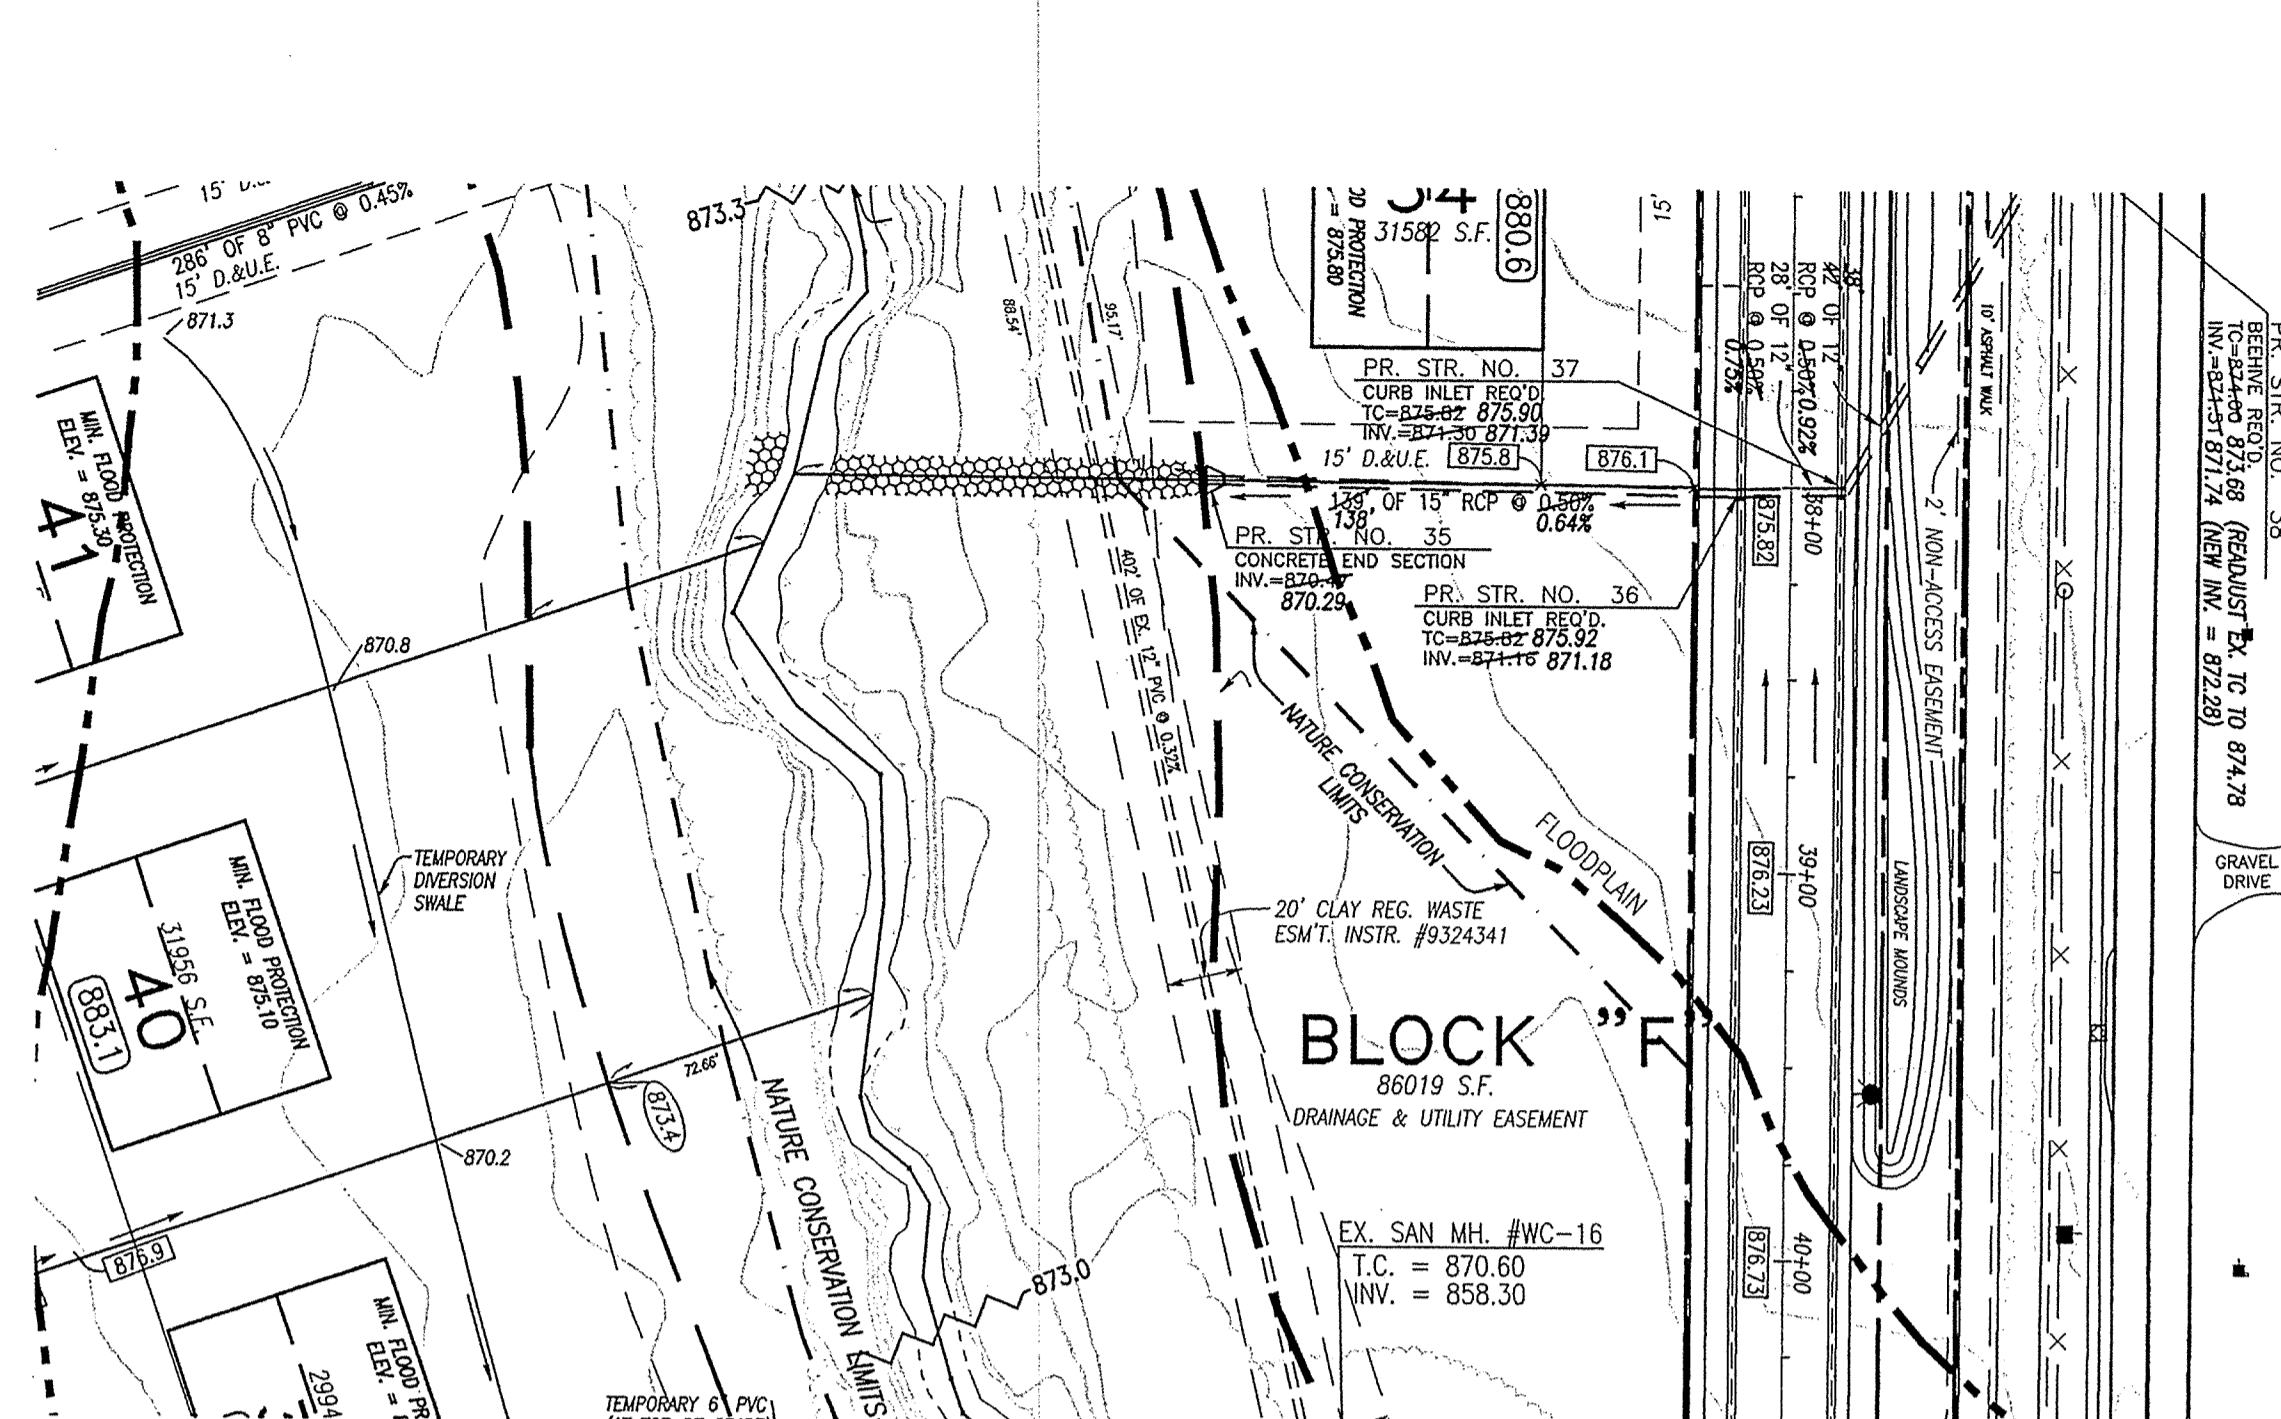 286' OF 8" PVC @ 0.45%
15' D.&U.E.
871.3
873.3
88.54'
95.17'
OD PROTECTION
= 875.80
34
31582 S.F.
880.6
15'
PR. STR. NO. 37
CURB INLET REQ'D
TC=875.82 875.90
INV.=871.30 871.39
15' D.&U.E.
875.8
876.1
139' OF 15" RCP @ 0.50%
138'
0.64%
PR. STR. NO. 35
CONCRETE END SECTION
INV.=870.47
870.29
PR. STR. NO. 36
CURB INLET REQ'D.
TC=875.82 875.92
INV.=871.16 871.18
38'
42' OF 12"
RCP @ 0.50% 0.92%
28' OF 12"
RCP @ 0.50%
0.75%
10' ASPHALT WALK
2' NON-ACCESS EASEMENT
PR. STR. NO. 38
BEEHIVE REQ'D.
TC=874.00 873.68 (READJUST EX. TC TO 874.78
INV.=871.51 871.74 (NEW INV. = 872.28)
MIN. FLOOD PROTECTION
ELEV. = 875.30
41
870.8
402' OF EX. 12" PVC @ 0.32%
875.82
38+00
NATURE CONSERVATION
LIMITS
FLOODPLAIN
TEMPORARY
DIVERSION
SWALE
876.23
39+00
LANDSCAPE MOUNDS
GRAVEL
DRIVE
MIN. FLOOD PROTECTION
ELEV. = 875.10
31956 S.F.
40
883.1
20' CLAY REG. WASTE
ESM'T. INSTR. #9324341
BLOCK "F"
86019 S.F.
DRAINAGE & UTILITY EASEMENT
72.66'
873.4
870.2
NATURE CONSERVATION LIMITS
876.9
EX. SAN MH. #WC-16
T.C. = 870.60
INV. = 858.30
873.0
876.73
40+00
MIN. FLOOD PR
ELEV. =
2994
TEMPORARY 6" PVC